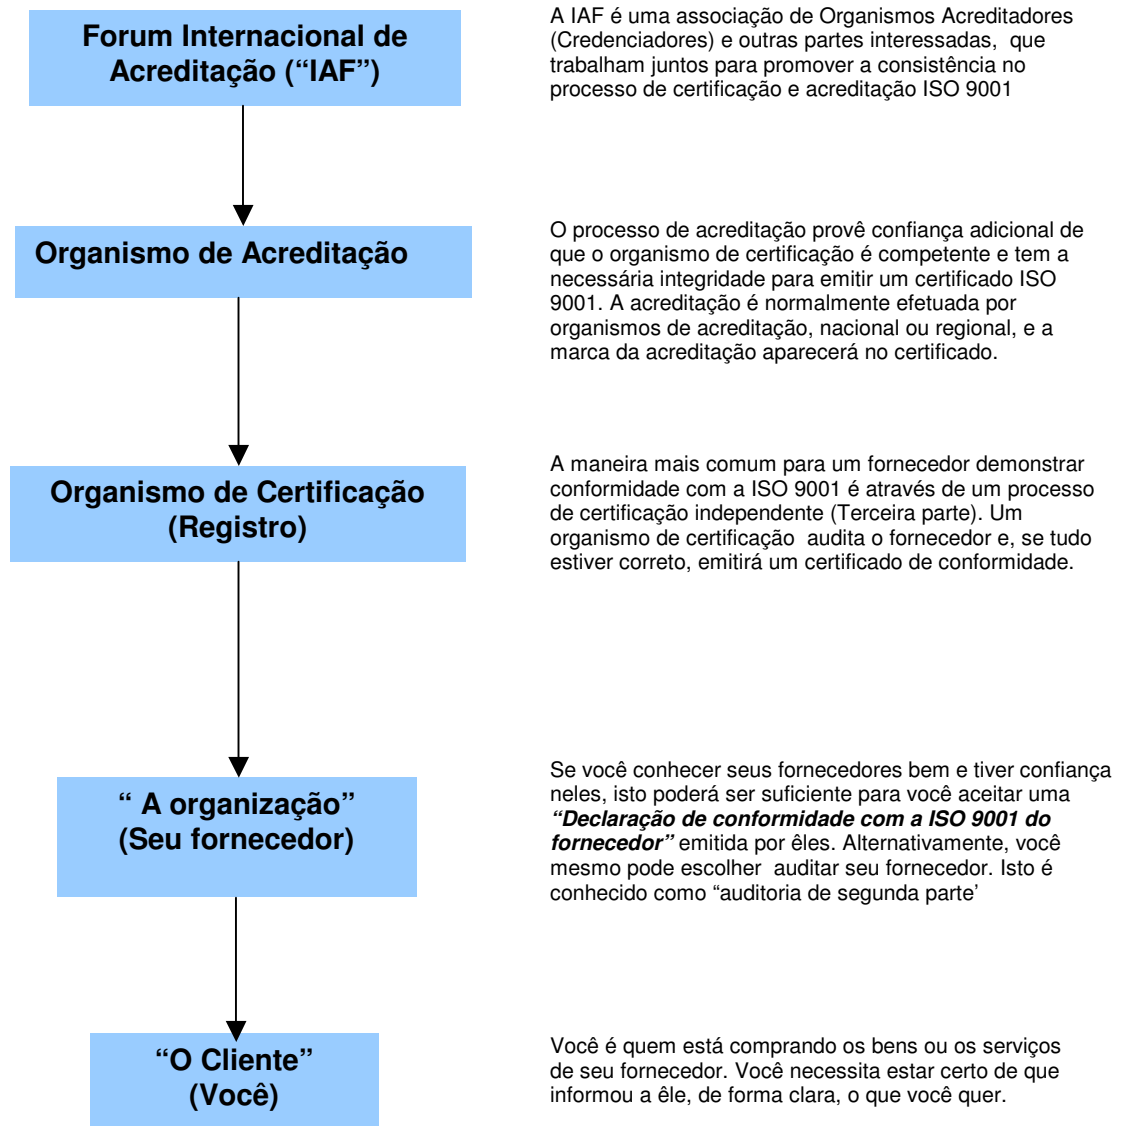 Forum Internacional de
Acreditação (“IAF”)
A IAF é uma associação de Organismos Acreditadores
(Credenciadores) e outras partes interessadas, que
trabalham juntos para promover a consistência no
processo de certificação e acreditação ISO 9001
Organismo de Acreditação
O processo de acreditação provê confiança adicional de
que o organismo de certificação é competente e tem a
necessária integridade para emitir um certificado ISO
9001. A acreditação é normalmente efetuada por
organismos de acreditação, nacional ou regional, e a
marca da acreditação aparecerá no certificado.
Organismo de Certificação
(Registro)
A maneira mais comum para um fornecedor demonstrar
conformidade com a ISO 9001 é através de um processo
de certificação independente (Terceira parte). Um
organismo de certificação audita o fornecedor e, se tudo
estiver correto, emitirá um certificado de conformidade.
“ A organização”
(Seu fornecedor)
Se você conhecer seus fornecedores bem e tiver confiança
neles, isto poderá ser suficiente para você aceitar uma
“Declaração de conformidade com a ISO 9001 do
fornecedor” emitida por êles. Alternativamente, você
mesmo pode escolher auditar seu fornecedor. Isto é
conhecido como “auditoria de segunda parte’
“O Cliente”
(Você)
Você é quem está comprando os bens ou os serviços
de seu fornecedor. Você necessita estar certo de que
informou a êle, de forma clara, o que você quer.